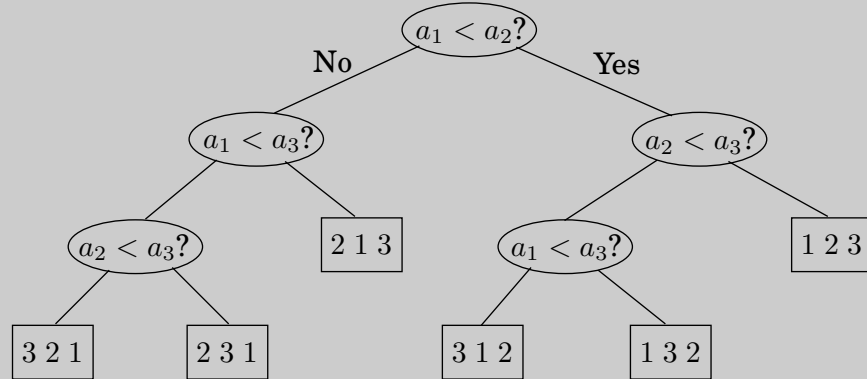 a₁ < a₂?
No Yes
a₁ < a₃? a₂ < a₃?
a₂ < a₃? 2 1 3 a₁ < a₃? 1 2 3
3 2 1 2 3 1 3 1 2 1 3 2